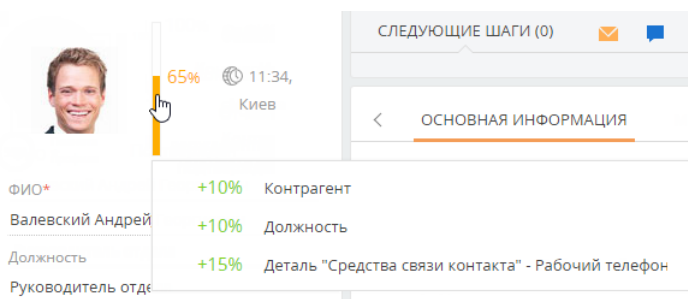 СЛЕДУЮЩИЕ ШАГИ (0)
65%
11:34,
Киев
ОСНОВНАЯ ИНФОРМАЦИЯ
ФИО*
Валевский Андрей
Должность
Руководитель отде
+10% Контрагент
+10% Должность
+15% Деталь "Средства связи контакта" - Рабочий телефон